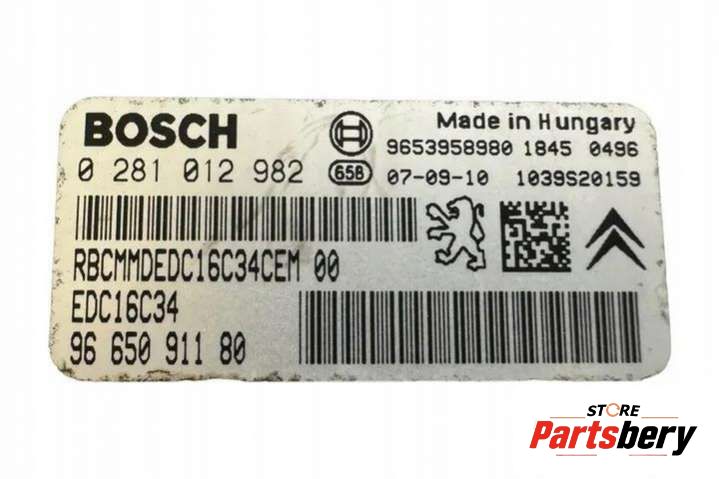 BOSCH
Made in Hungary
9653958980 1845 0496
0 281 012 982
658
07-09-10 1039S20159
RBCMMDEDC16C34CEM 00
EDC16C34
96 650 911 80
STORE
Partsbery